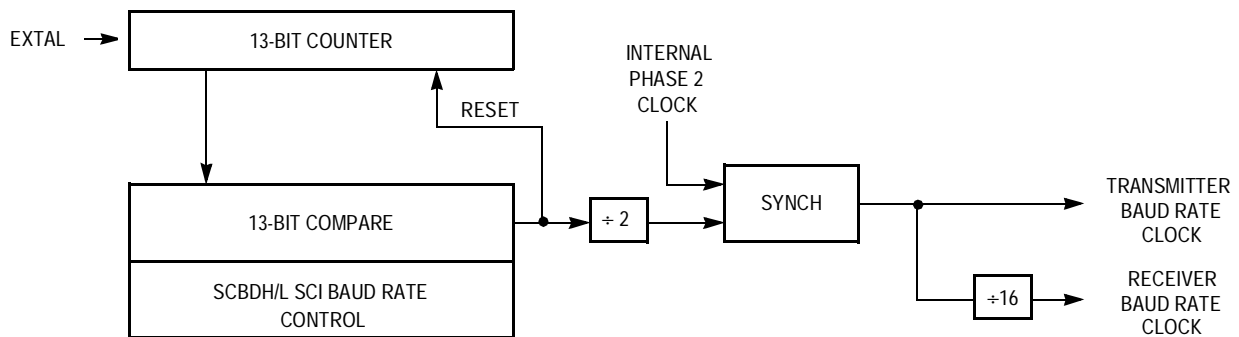 EXTAL
13-BIT COUNTER
INTERNAL
PHASE 2
CLOCK
RESET
13-BIT COMPARE
÷ 2
SYNCH
TRANSMITTER
BAUD RATE
CLOCK
SCBDH/L SCI BAUD RATE
CONTROL
÷16
RECEIVER
BAUD RATE
CLOCK